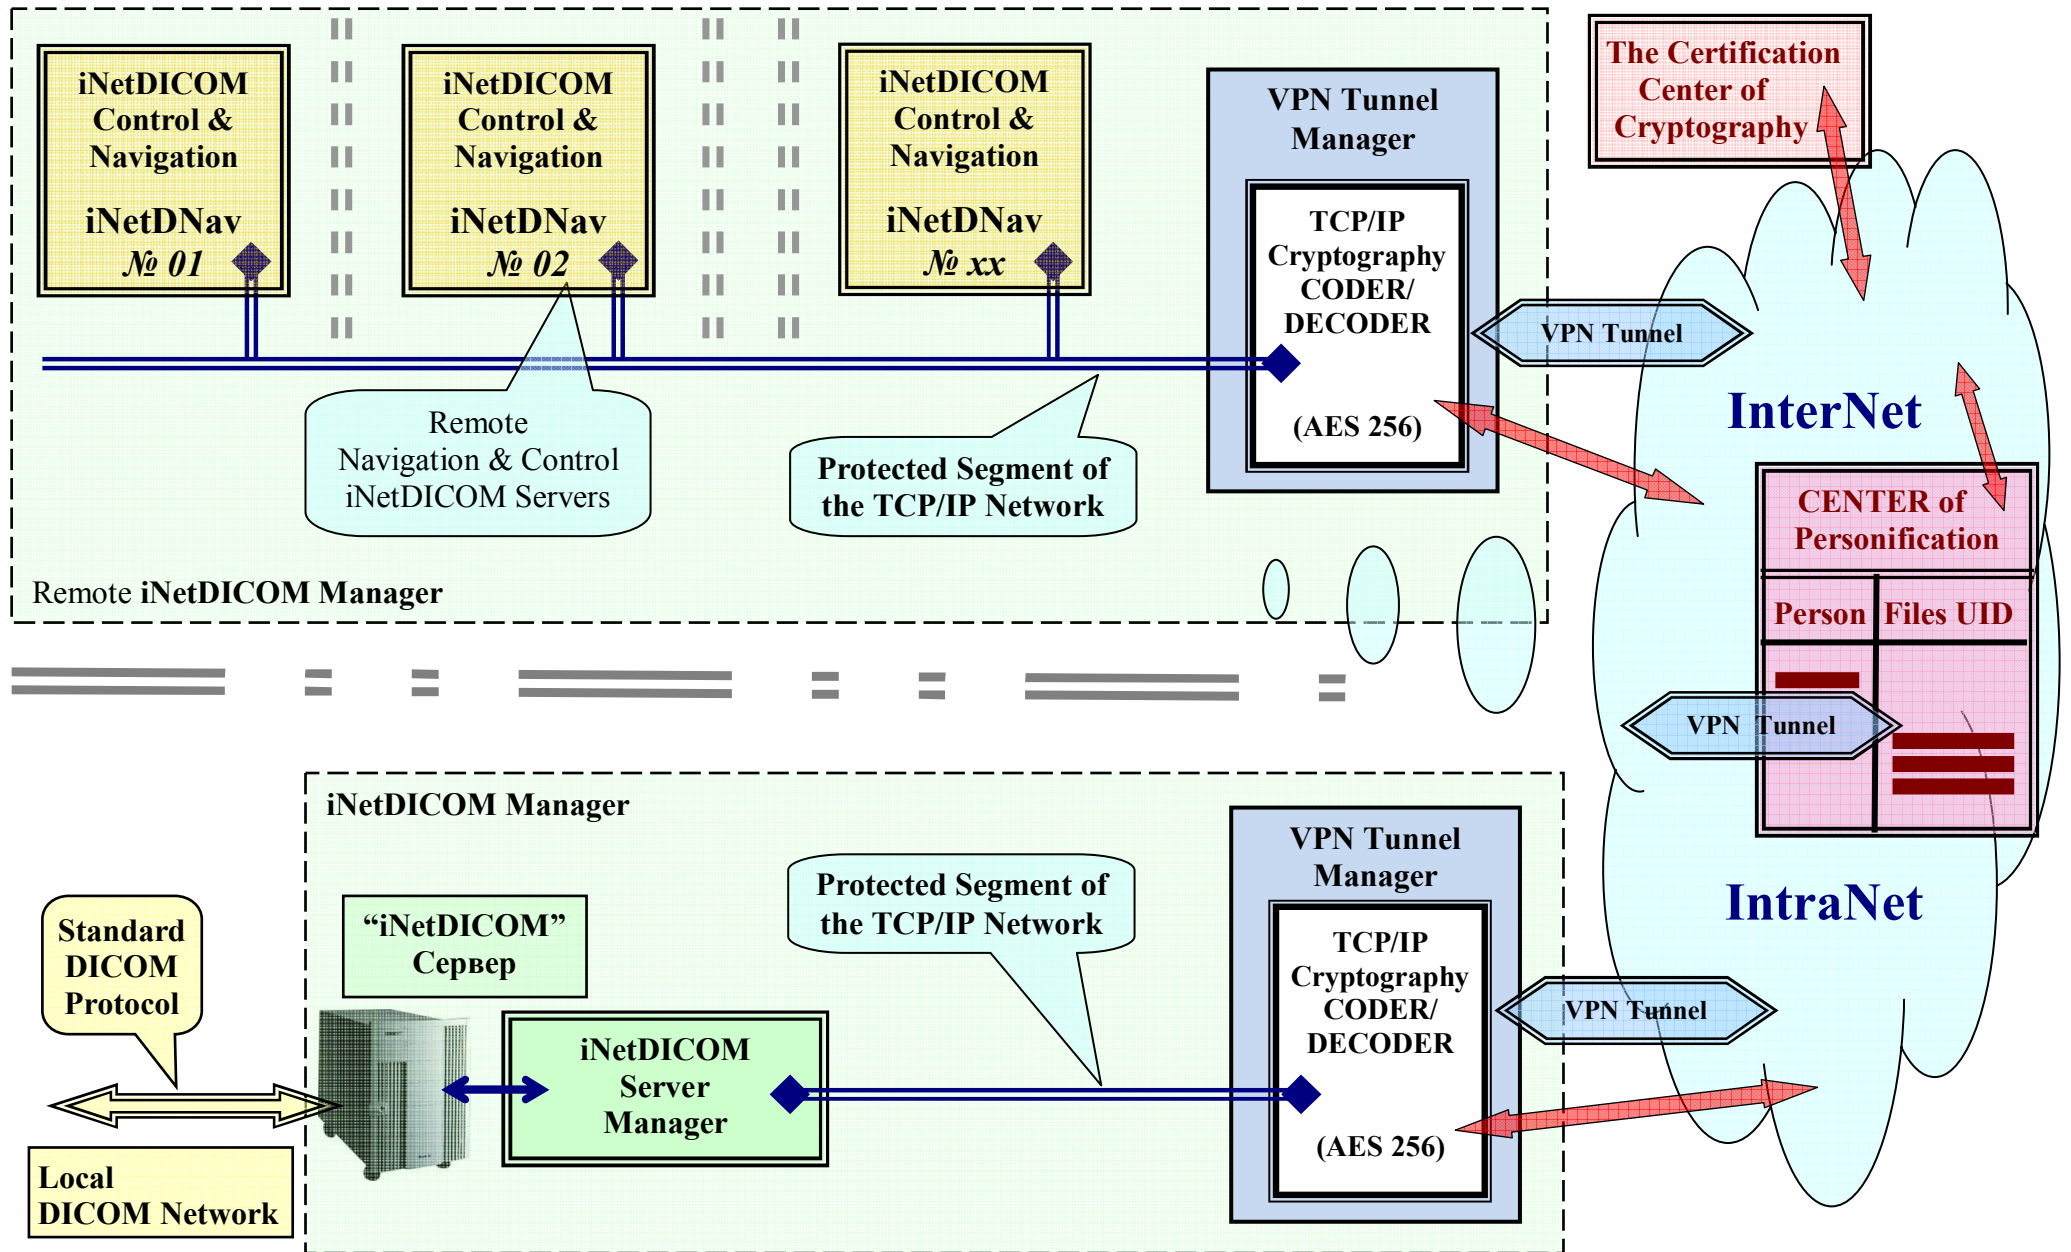 iNetDICOM
Control &
Navigation
iNetDNav
№ 01
iNetDICOM
Control &
Navigation
iNetDNav
№ 02
iNetDICOM
Control &
Navigation
iNetDNav
№ xx
VPN Tunnel
Manager
TCP/IP
Cryptography
CODER/
DECODER
(AES 256)
The Certification
Center of
Cryptography
VPN Tunnel
InterNet
Remote
Navigation & Control
iNetDICOM Servers
Protected Segment of
the TCP/IP Network
Remote iNetDICOM Manager
CENTER of
Personification
Person
Files UID
VPN Tunnel
IntraNet
iNetDICOM Manager
“iNetDICOM”
Сервер
Standard
DICOM
Protocol
Local
DICOM Network
iNetDICOM
Server
Manager
Protected Segment of
the TCP/IP Network
VPN Tunnel
Manager
TCP/IP
Cryptography
CODER/
DECODER
(AES 256)
VPN Tunnel